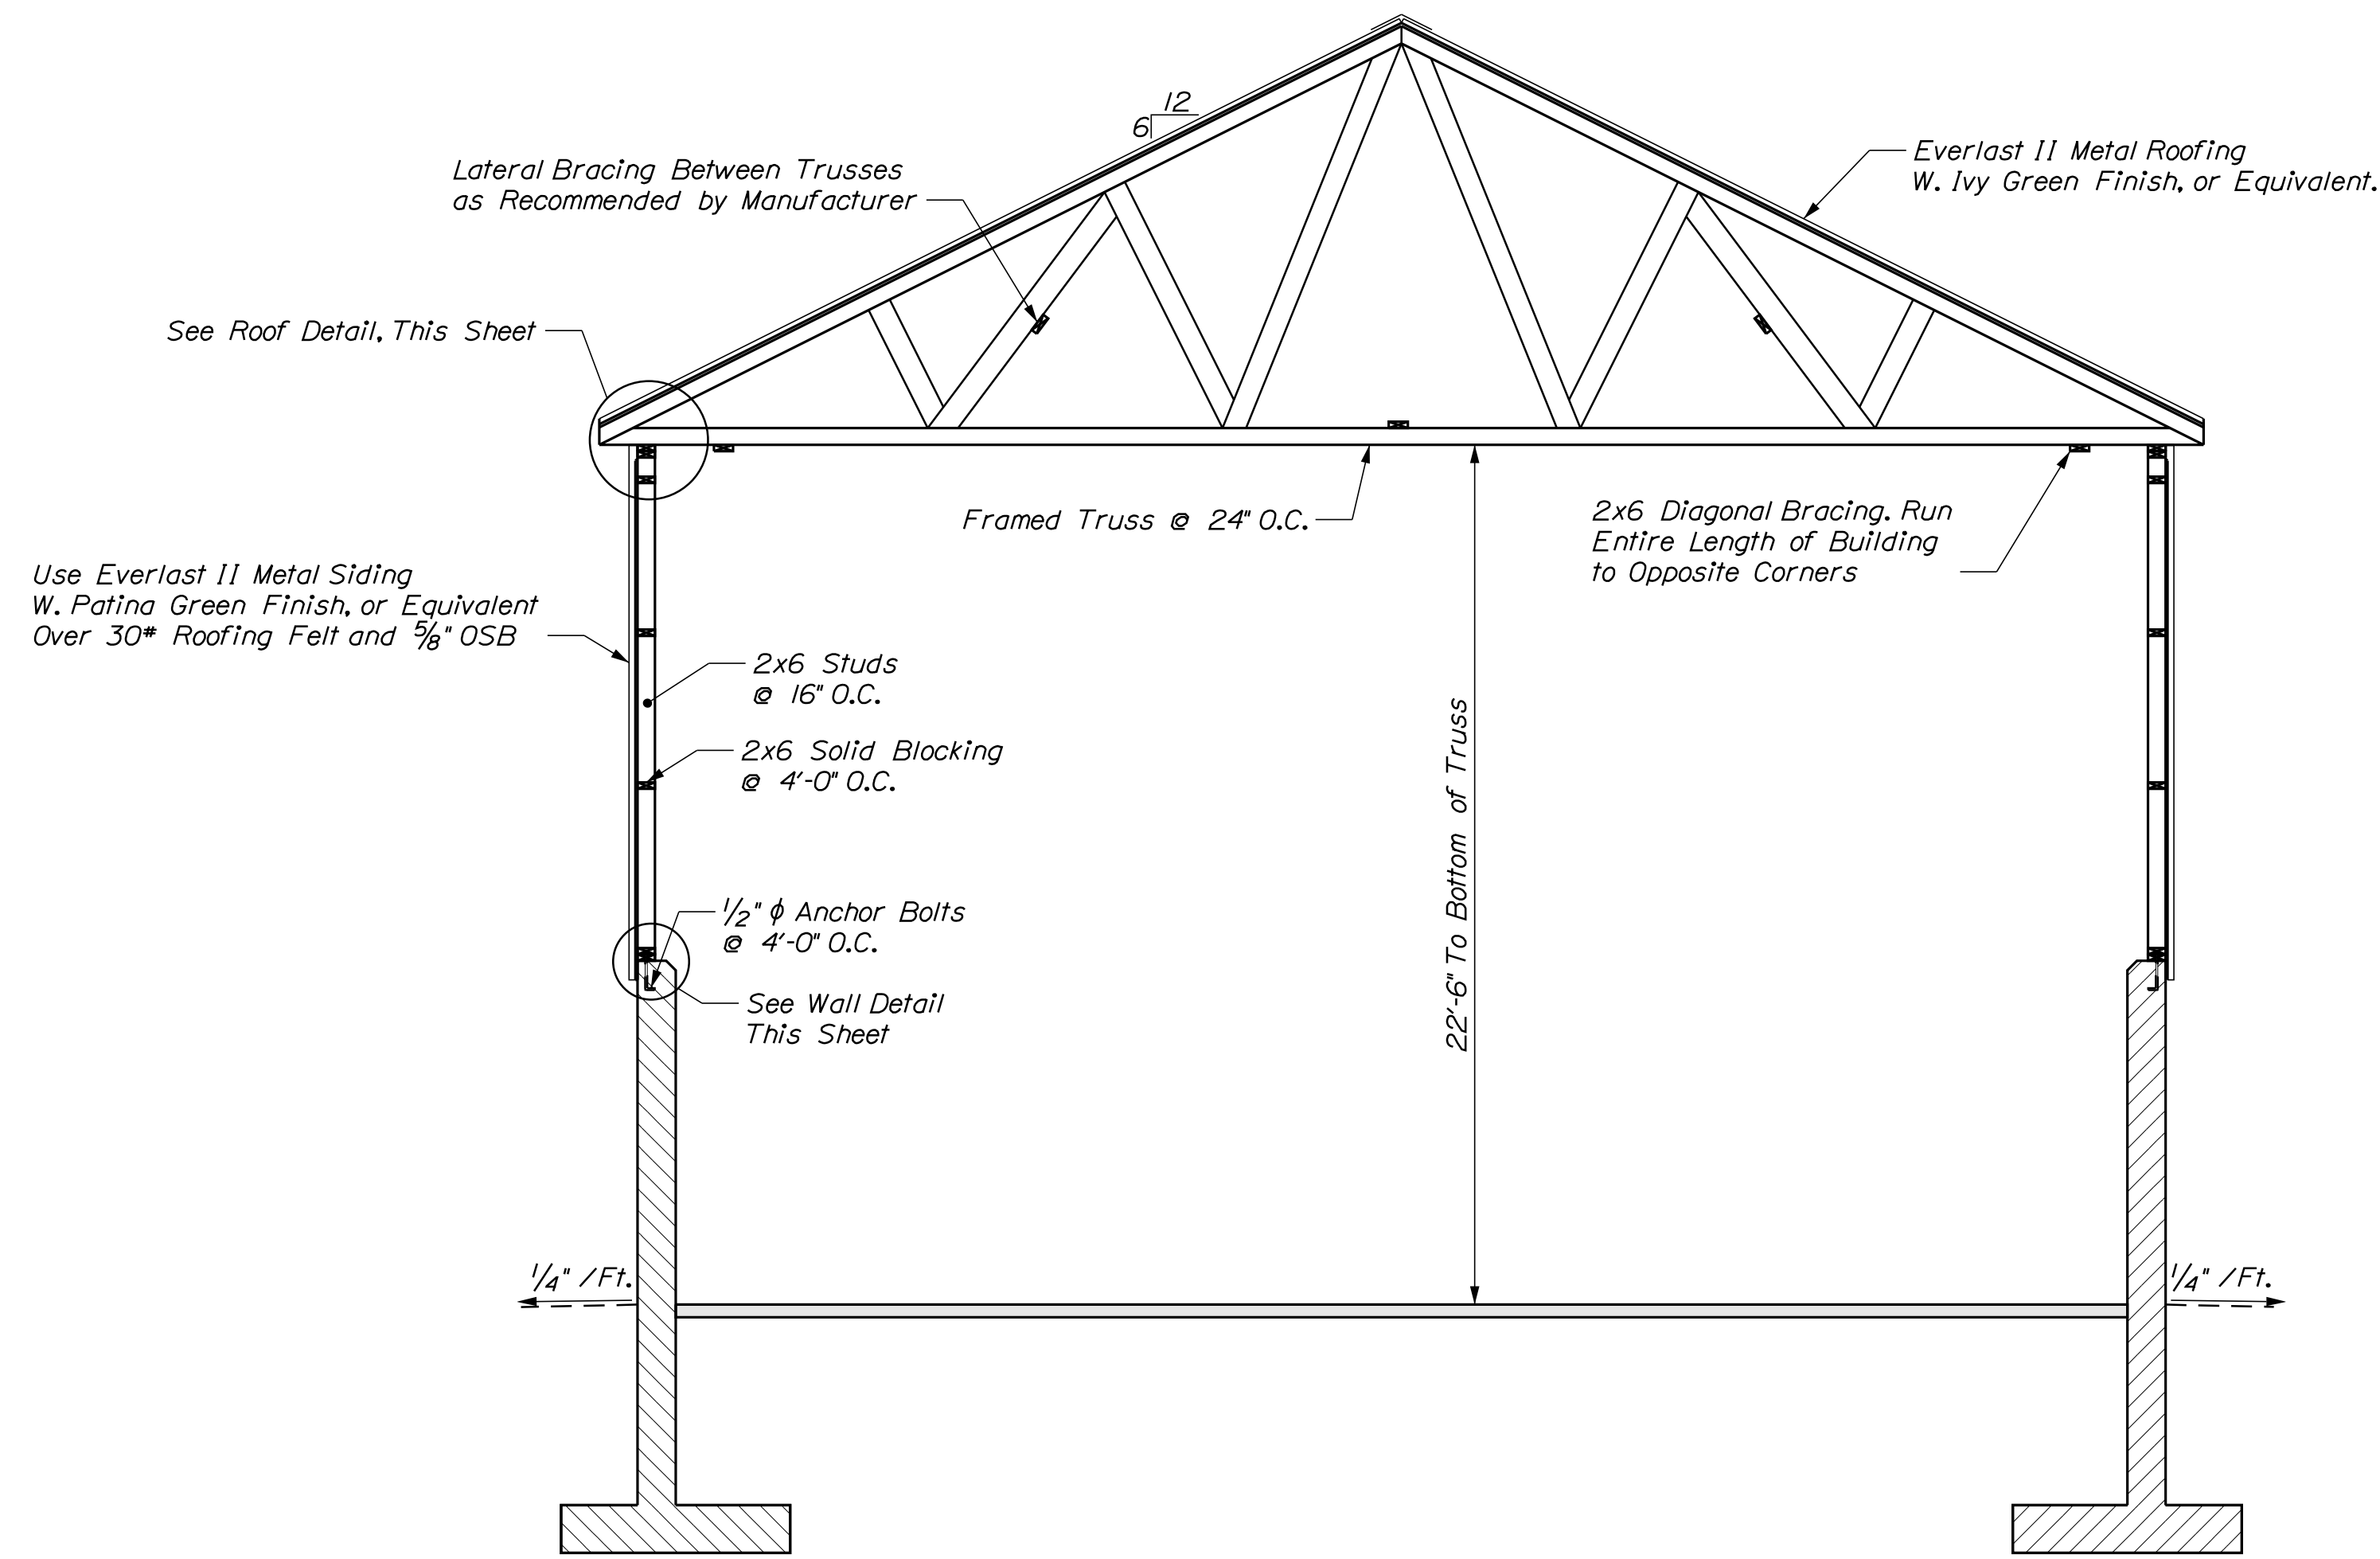 12
6
Lateral Bracing Between Trusses
as Recommended by Manufacturer
Everlast II Metal Roofing
W. Ivy Green Finish, or Equivalent.
See Roof Detail, This Sheet
Framed Truss @ 24" O.C.
2x6 Diagonal Bracing. Run
Entire Length of Building
to Opposite Corners
Use Everlast II Metal Siding
W. Patina Green Finish, or Equivalent
Over 30# Roofing Felt and 5/8" OSB
2x6 Studs
@ 16" O.C.
2x6 Solid Blocking
@ 4'-0" O.C.
22'-6" To Bottom of Truss
1/2" ϕ Anchor Bolts
@ 4'-0" O.C.
See Wall Detail
This Sheet
1/4" /Ft.
1/4" /Ft.